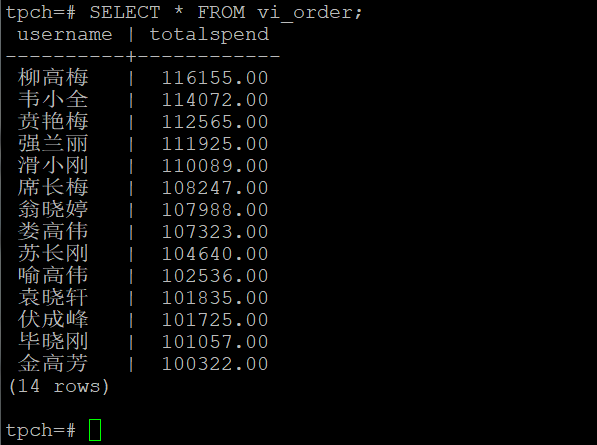 tpch=# SELECT * FROM vi_order;
 username | totalspend
----------+------------
 柳高梅   |  116155.00
 韦小全   |  114072.00
 贲艳梅   |  112565.00
 强兰丽   |  111925.00
 滑小刚   |  110089.00
 席长梅   |  108247.00
 翁晓婷   |  107988.00
 娄高伟   |  107323.00
 苏长刚   |  104640.00
 喻高伟   |  102536.00
 袁晓轩   |  101835.00
 伏成峰   |  101725.00
 毕晓刚   |  101057.00
 金高芳   |  100322.00
(14 rows)
tpch=#